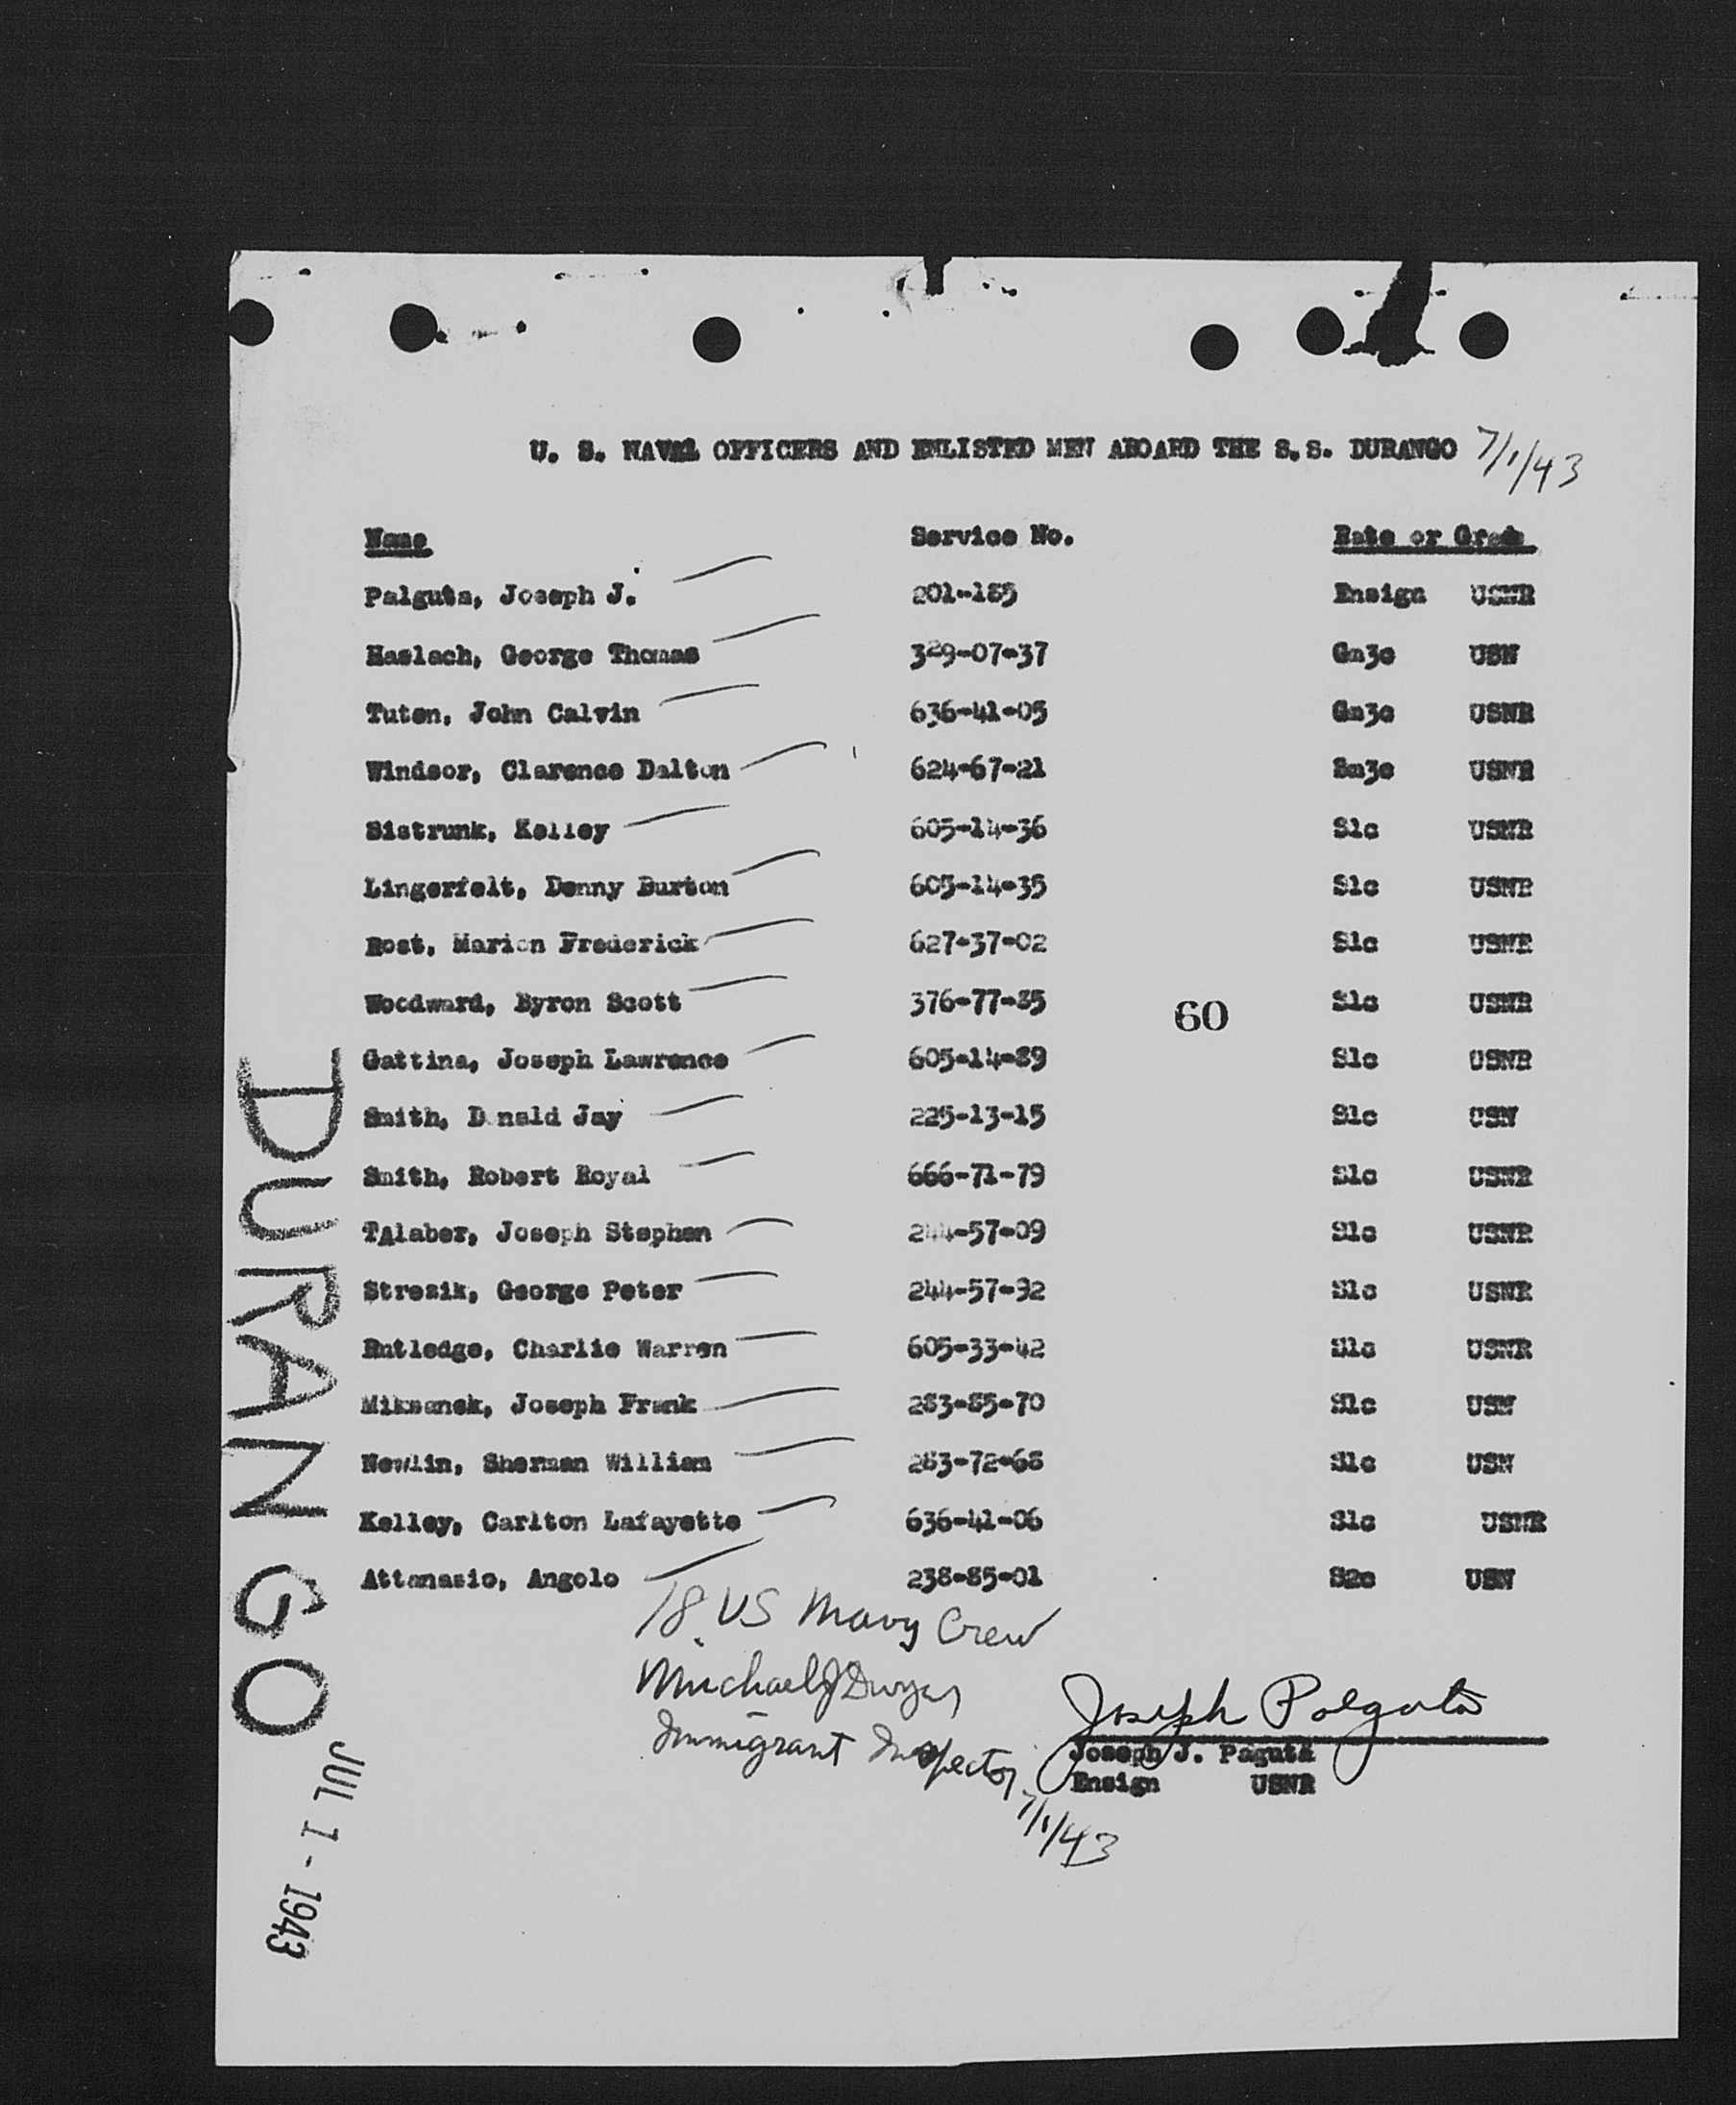 U. S. NAVAL OFFICERS AND ENLISTED MEN ABOARD THE S.S. DURANGO 7/1/43
Name Service No. Rate or Grade
Palguta, Joseph J. 201-185 Ensign USNR
Haslach, George Thomas 329-07-37 Gm3c USN
Tuten, John Calvin 636-41-05 Gm3c USNR
Windsor, Clarence Dalton 624-67-21 Sm3c USNR
Sistrunk, Kelley 605-14-36 S1c USNR
Lingerfelt, Denny Burton 605-14-35 S1c USNR
Rost, Marion Frederick 627-37-02 S1c USNR
Woodward, Byron Scott 376-77-85 S1c USNR
60
Gattina, Joseph Lawrence 605-14-89 S1c USNR
Smith, Donald Jay 225-13-15 S1c USN
Smith, Robert Royal 666-71-79 S1c USNR
TAlaber, Joseph Stephen 244-57-09 S1c USNR
Strezik, George Peter 244-57-92 S1c USNR
Rutledge, Charlie Warren 605-33-42 S1c USNR
Miksanek, Joseph Frank 283-85-70 S1c USN
Newlin, Sherman William 283-72-68 S1c USN
Kelley, Carlton Lafayette 636-41-06 S1c USNR
Attanasio, Angolo 238-85-01 S2c USN
18 US Navy Crew
Michael J Dwyer
Immigrant Inspector
7/1/43
Joseph Palguta
Joseph J. Paguta
Ensign USNR
DURANGO
JUL 1 - 1943